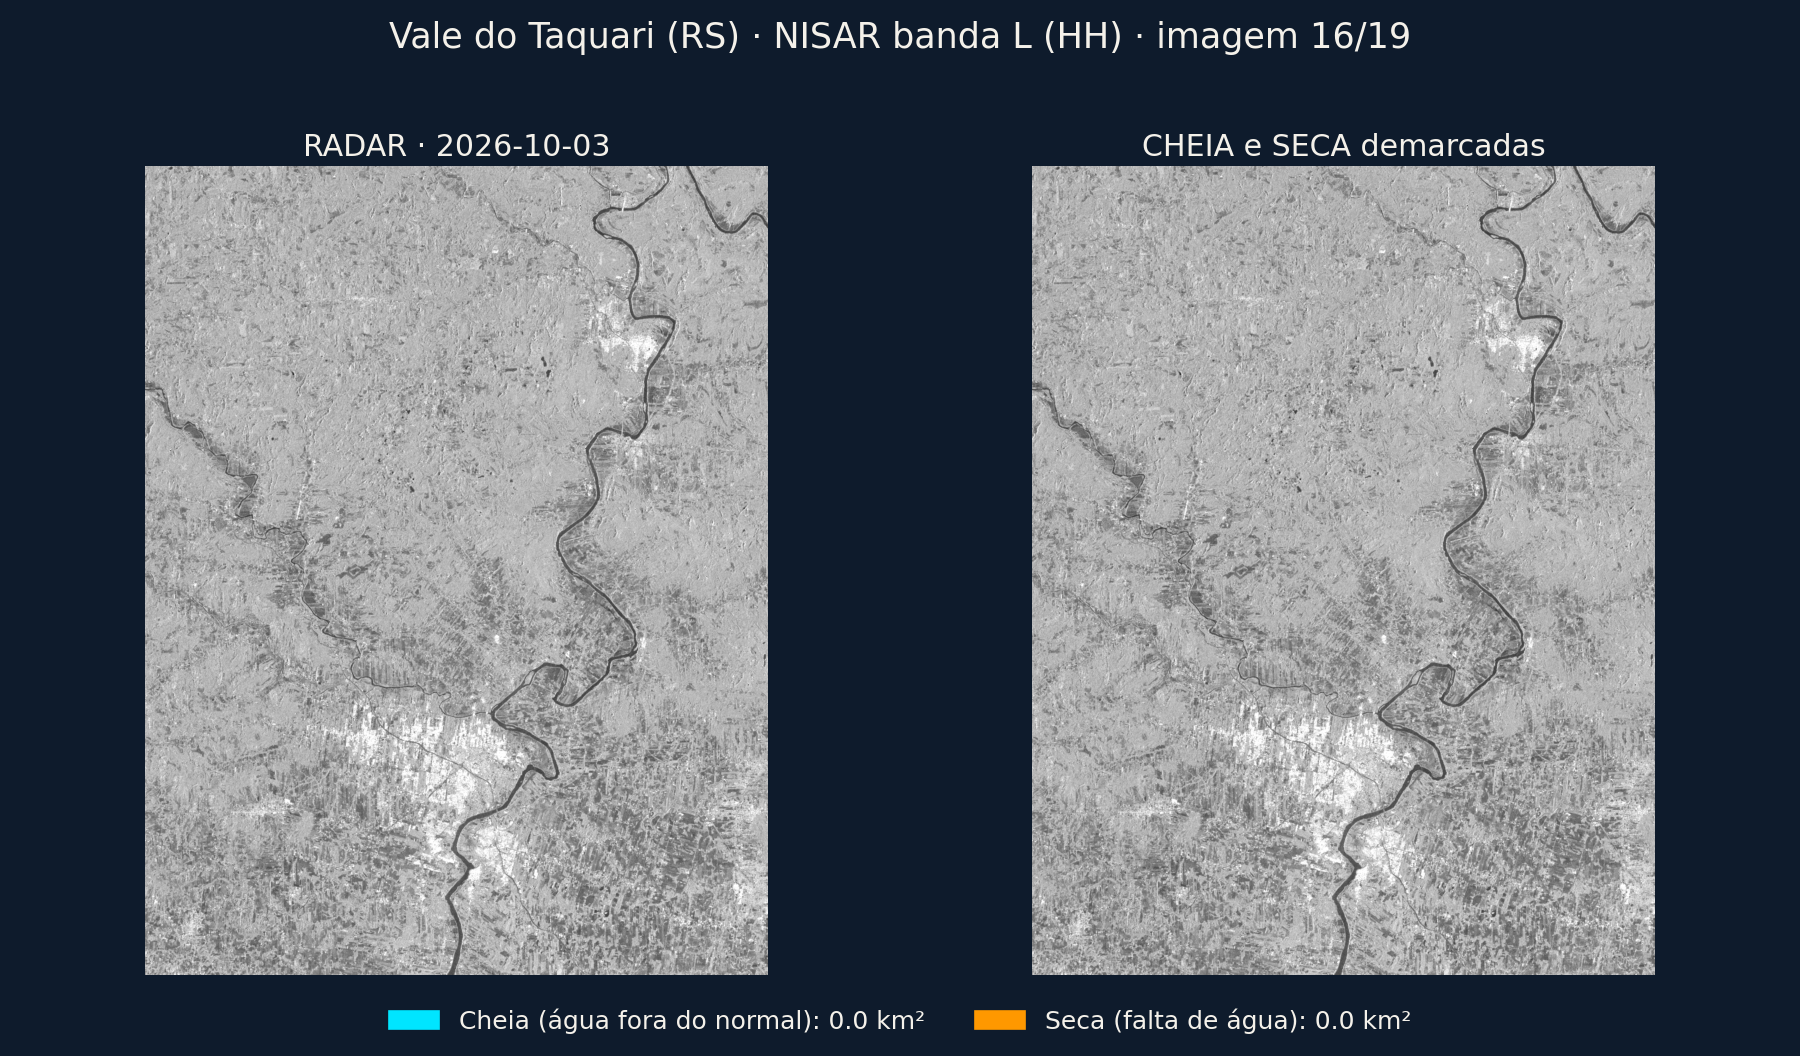 Vale do Taquari (RS) · NISAR banda L (HH) · imagem 16/19
RADAR · 2026-10-03
CHEIA e SECA demarcadas
Cheia (água fora do normal): 0.0 km²
Seca (falta de água): 0.0 km²